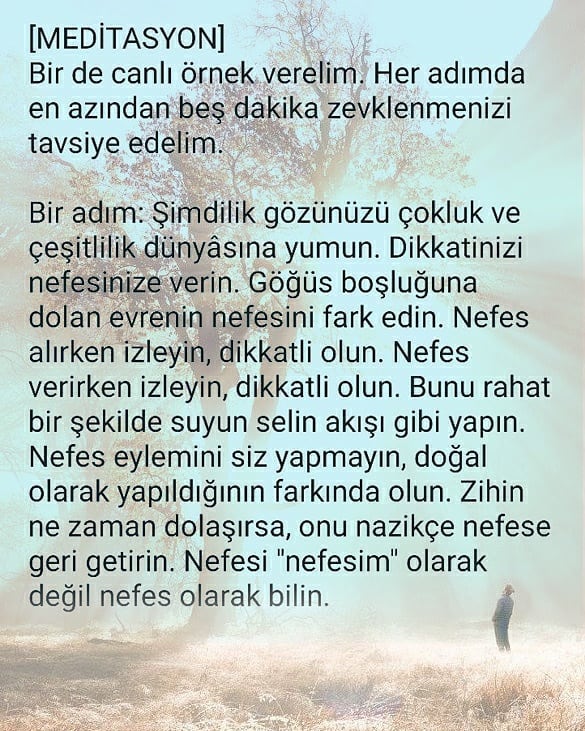 [MEDİTASYON]
Bir de canlı örnek verelim. Her adımda
en azından beş dakika zevklenmenizi
tavsiye edelim.

Bir adım: Şimdilik gözünüzü çokluk ve
çeşitlilik dünyâsına yumun. Dikkatinizi
nefesinize verin. Göğüs boşluğuna
dolan evrenin nefesini fark edin. Nefes
alırken izleyin, dikkatli olun. Nefes
verirken izleyin, dikkatli olun. Bunu rahat
bir şekilde suyun selin akışı gibi yapın.
Nefes eylemini siz yapmayın, doğal
olarak yapıldığının farkında olun. Zihin
ne zaman dolaşırsa, onu nazikçe nefese
geri getirin. Nefesi "nefesim" olarak
değil nefes olarak bilin.